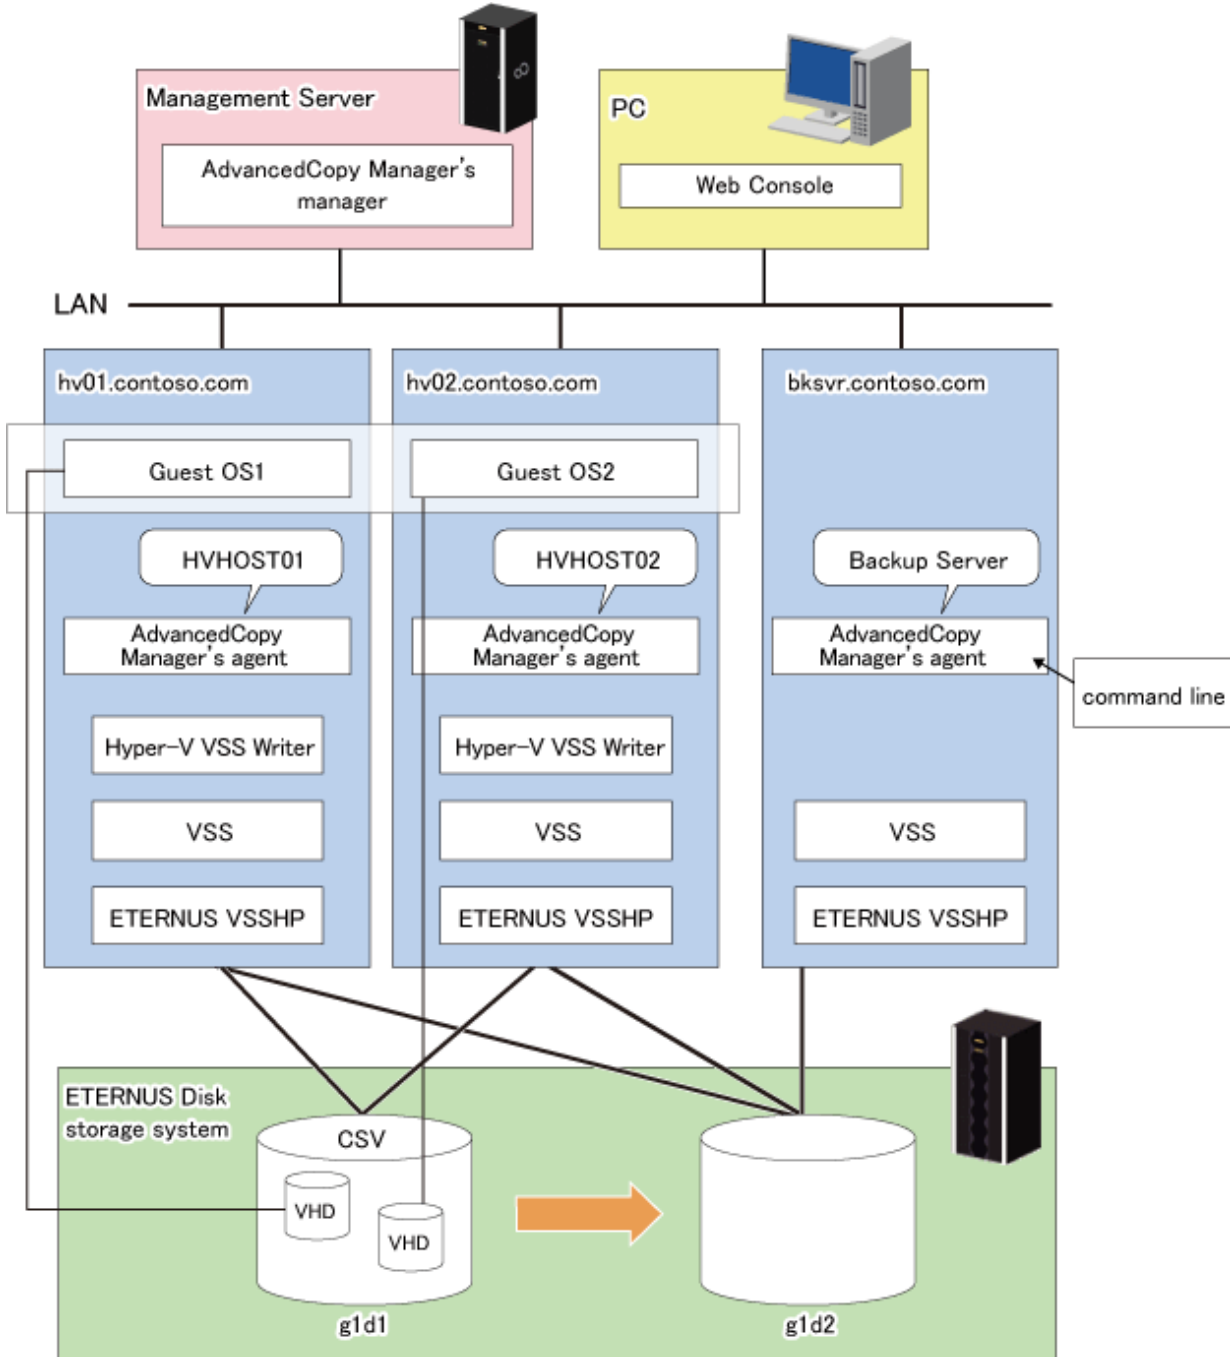 Management Server
AdvancedCopy Manager's
manager
PC
Web Console
LAN
hv01.contoso.com
Guest OS1
HVHOST01
AdvancedCopy
Manager's agent
Hyper-V VSS Writer
VSS
ETERNUS VSSHP
hv02.contoso.com
Guest OS2
HVHOST02
AdvancedCopy
Manager's agent
Hyper-V VSS Writer
VSS
ETERNUS VSSHP
bksvr.contoso.com
Backup Server
AdvancedCopy
Manager's agent
command line
VSS
ETERNUS VSSHP
ETERNUS Disk
storage system
CSV
VHD
VHD
g1d1
g1d2